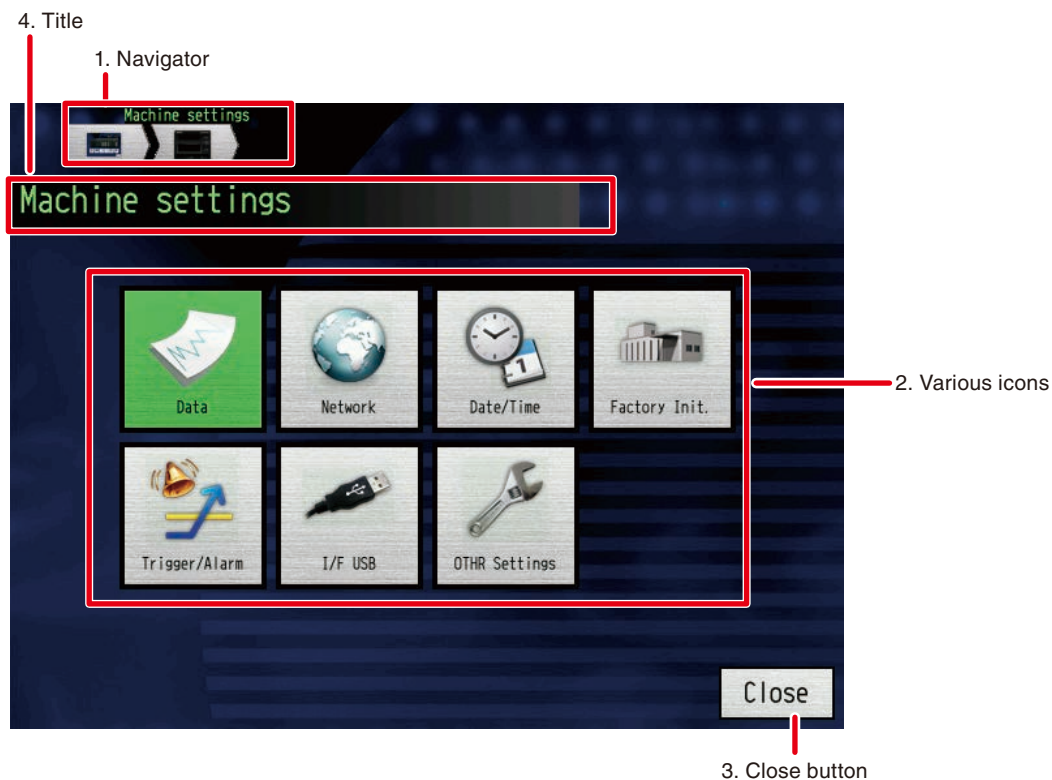 4. Title
1. Navigator
Machine settings
Machine settings
Data
Network
Date/Time
Factory Init.
2. Various icons
Trigger/Alarm
I/F USB
OTHR Settings
Close
3. Close button